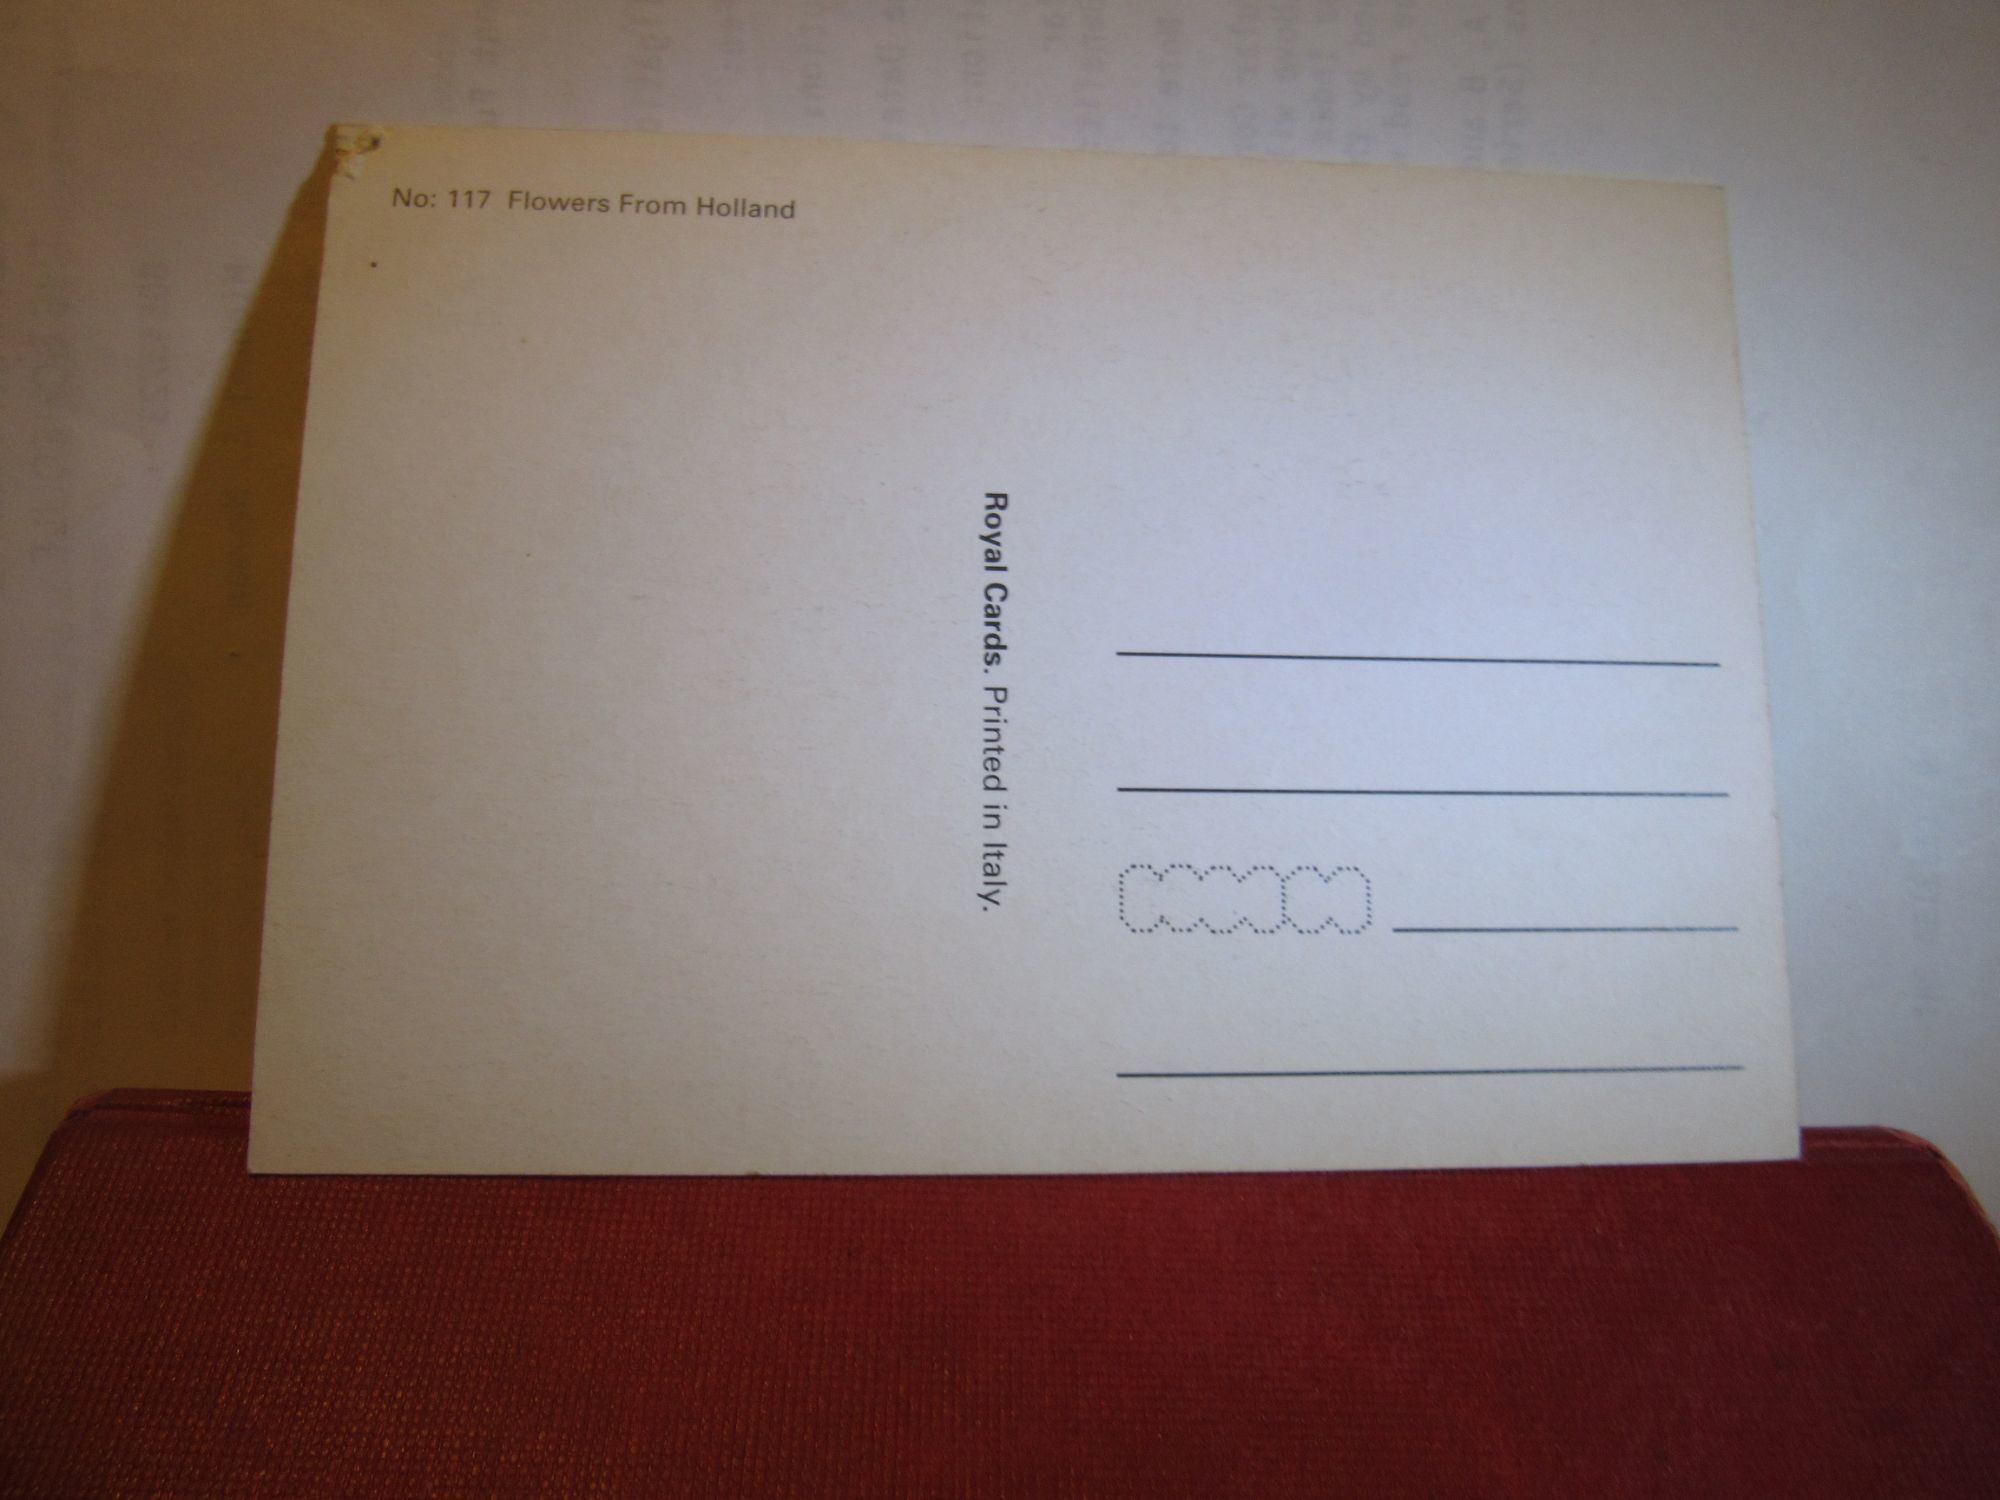 No: 117 Flowers From Holland
Royal Cards. Printed in Italy.